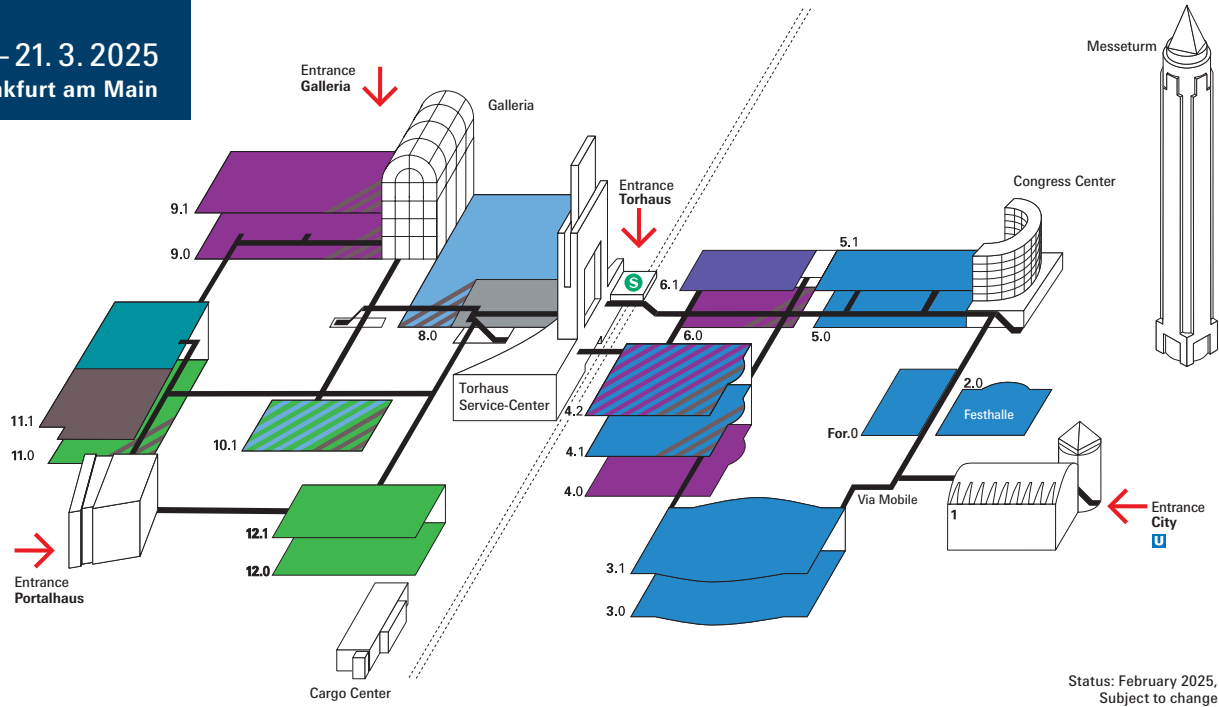 – 21. 3. 2025
Entrance
Galleria
Galleria
Messeturm
Entrance
Torhaus
Congress Center
S
9.1
9.0
5.1
6.1
6.0
5.0
8.0
11.1
11.0
10.1
Torhaus
Service-Center
4.2
4.1
4.0
For.0
2.0
Festhalle
Via Mobile
1
Entrance
City
U
Entrance
Portalhaus
12.1
12.0
3.1
3.0
Cargo Center
Status: February 2025,
Subject to change
am Main